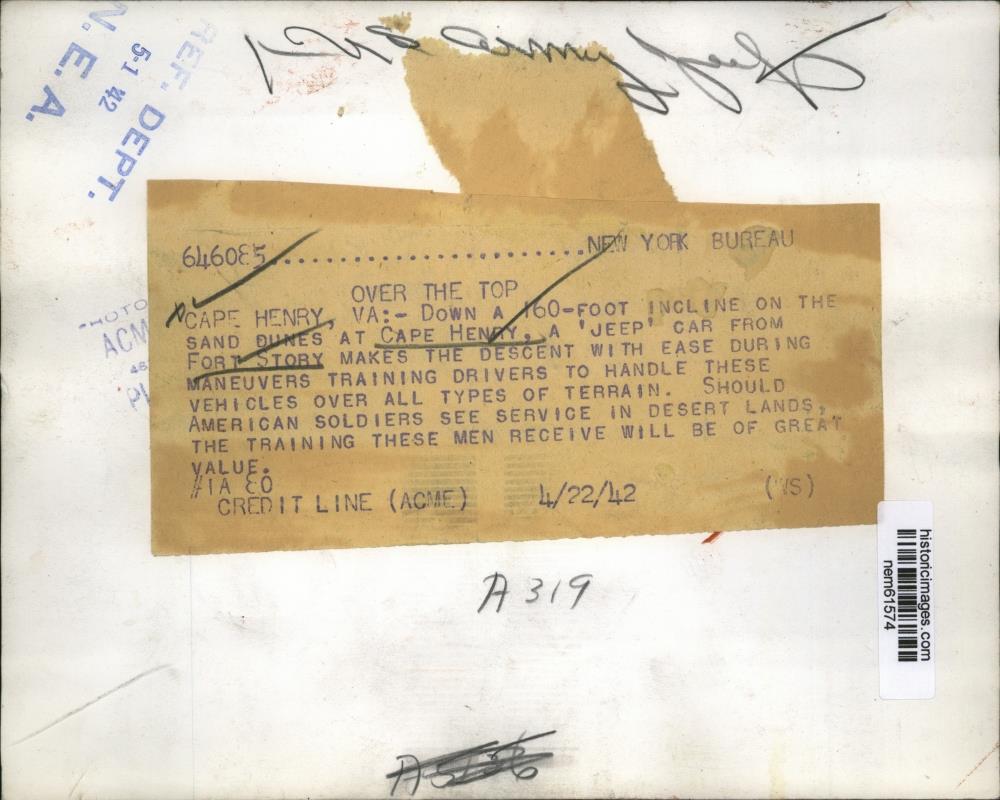 REF. DEPT.
5-1 42
N. E. A.
646085......................NEW YORK BUREAU
OVER THE TOP
CAPE HENRY, VA:- DOWN A 160-FOOT INCLINE ON THE
SAND DUNES AT CAPE HENRY, A 'JEEP' CAR FROM
FORT STORY MAKES THE DESCENT WITH EASE DURING
MANEUVERS TRAINING DRIVERS TO HANDLE THESE
VEHICLES OVER ALL TYPES OF TERRAIN. SHOULD
AMERICAN SOLDIERS SEE SERVICE IN DESERT LANDS,
THE TRAINING THESE MEN RECEIVE WILL BE OF GREAT
VALUE.
#1A EO
CREDIT LINE (ACME) 4/22/42 (WS)
ACM
A 319
historicimages.com
nem61574